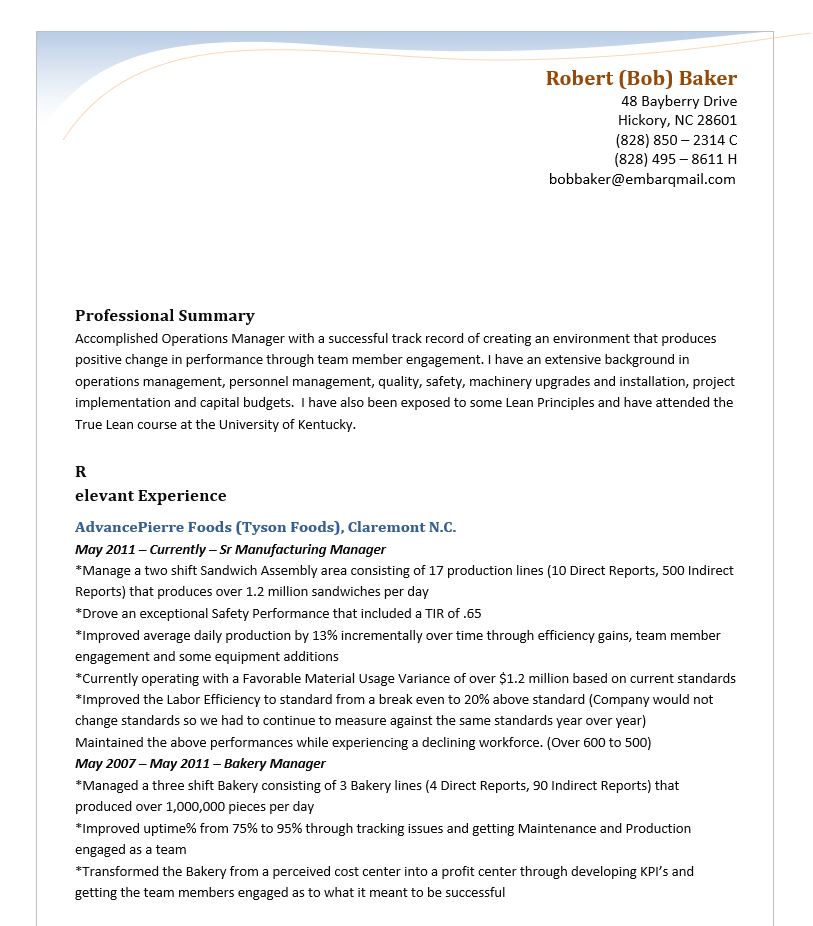 Robert (Bob) Baker
48 Bayberry Drive
Hickory, NC 28601
(828) 850 – 2314 C
(828) 495 – 8611 H
bobbaker@embarqmail.com
Professional Summary
Accomplished Operations Manager with a successful track record of creating an environment that produces
positive change in performance through team member engagement. I have an extensive background in
operations management, personnel management, quality, safety, machinery upgrades and installation, project
implementation and capital budgets.  I have also been exposed to some Lean Principles and have attended the
True Lean course at the University of Kentucky.
R
elevant Experience
AdvancePierre Foods (Tyson Foods), Claremont N.C.
May 2011 – Currently – Sr Manufacturing Manager
*Manage a two shift Sandwich Assembly area consisting of 17 production lines (10 Direct Reports, 500 Indirect
Reports) that produces over 1.2 million sandwiches per day
*Drove an exceptional Safety Performance that included a TIR of .65
*Improved average daily production by 13% incrementally over time through efficiency gains, team member
engagement and some equipment additions
*Currently operating with a Favorable Material Usage Variance of over $1.2 million based on current standards
*Improved the Labor Efficiency to standard from a break even to 20% above standard (Company would not
change standards so we had to continue to measure against the same standards year over year)
Maintained the above performances while experiencing a declining workforce. (Over 600 to 500)
May 2007 – May 2011 – Bakery Manager
*Managed a three shift Bakery consisting of 3 Bakery lines (4 Direct Reports, 90 Indirect Reports) that
produced over 1,000,000 pieces per day
*Improved uptime% from 75% to 95% through tracking issues and getting Maintenance and Production
engaged as a team
*Transformed the Bakery from a perceived cost center into a profit center through developing KPI’s and
getting the team members engaged as to what it meant to be successful